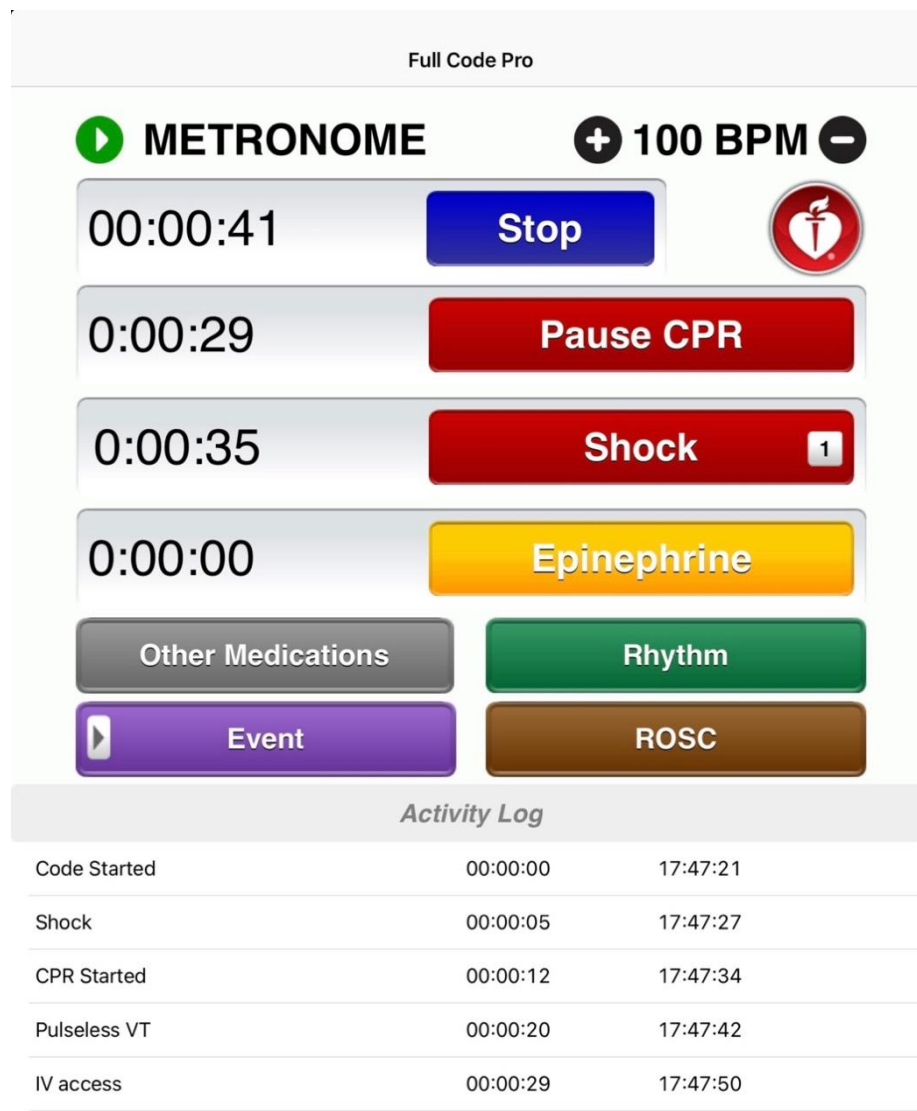 Full Code Pro
METRONOME + 100 BPM -
00:00:41 Stop
0:00:29 Pause CPR
0:00:35 Shock 1
0:00:00 Epinephrine
Other Medications Rhythm
Event ROSC
Activity Log
Code Started 00:00:00 17:47:21
Shock 00:00:05 17:47:27
CPR Started 00:00:12 17:47:34
Pulseless VT 00:00:20 17:47:42
IV access 00:00:29 17:47:50